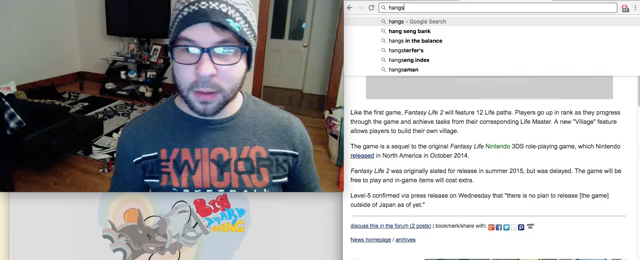 hangs
hangs - Google Search
hang seng bank
hangs in the balance
hangsterfer's
hangseng index
hangsaman
Like the first game, Fantasy Life 2 will feature 12 Life paths. Players go up in rank as they progress
through the game and achieve tasks from their corresponding Life Master. A new "Village" feature
allows players to build their own village.
The game is a sequel to the original Fantasy Life Nintendo 3DS role-playing game, which Nintendo
released in North America in October 2014.
Fantasy Life 2 was originally slated for release in summer 2015, but was delayed. The game will be
free to play and in-game items will cost extra.
Level-5 confirmed via press release on Wednesday that "there is no plan to release [the game]
outside of Japan as of yet."
discuss this in the forum (2 posts) | bookmark/share with:
News homepage / archives
NEW YORK
KNICKS
BASKETBALL
BIG